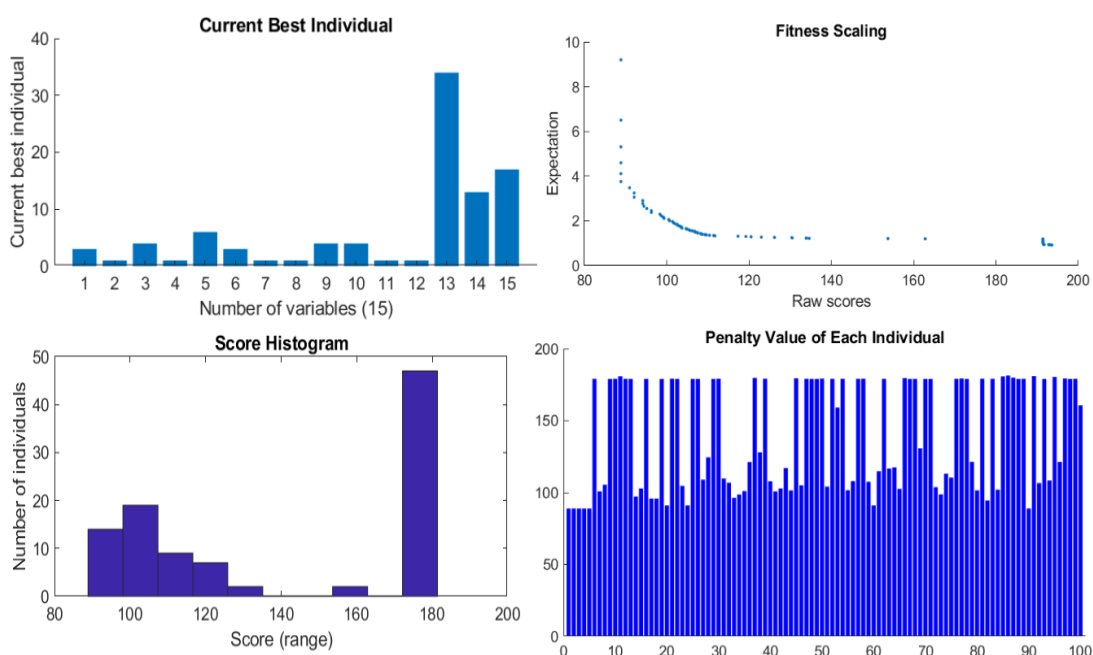 Current Best Individual
40
30
20
10
0
Current best individual
1 2 3 4 5 6 7 8 9 10 11 12 13 14 15
Number of variables (15)
Fitness Scaling
10
8
6
4
2
0
Expectation
80 100 120 140 160 180 200
Raw scores
Score Histogram
50
40
30
20
10
0
Number of individuals
80 100 120 140 160 180 200
Score (range)
Penalty Value of Each Individual
200
150
100
50
0
0 10 20 30 40 50 60 70 80 90 100